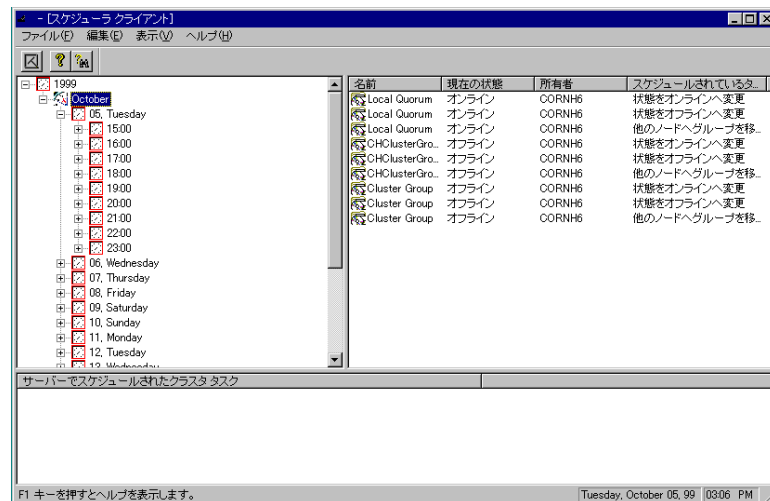 - [スケジューラ クライアント]
ファイル(F) 編集(E) 表示(V) ヘルプ(H)
1999
October
05, Tuesday
15:00
16:00
17:00
18:00
19:00
20:00
21:00
22:00
23:00
06, Wednesday
07, Thursday
08, Friday
09, Saturday
10, Sunday
11, Monday
12, Tuesday
13, Wednesday
名前 現在の状態 所有者 スケジュールされているタ...
Local Quorum オンライン CORNH6 状態をオンラインへ変更
Local Quorum オンライン CORNH6 状態をオフラインへ変更
Local Quorum オンライン CORNH6 他のノードへグループを移...
CHClusterGro... オフライン CORNH6 状態をオンラインへ変更
CHClusterGro... オフライン CORNH6 状態をオフラインへ変更
CHClusterGro... オフライン CORNH6 他のノードへグループを移...
Cluster Group オフライン CORNH6 状態をオンラインへ変更
Cluster Group オフライン CORNH6 状態をオフラインへ変更
Cluster Group オフライン CORNH6 他のノードへグループを移...
サーバーでスケジュールされたクラスタ タスク
F1 キーを押すとヘルプを表示します。 Tuesday, October 05, 99 03:06 PM